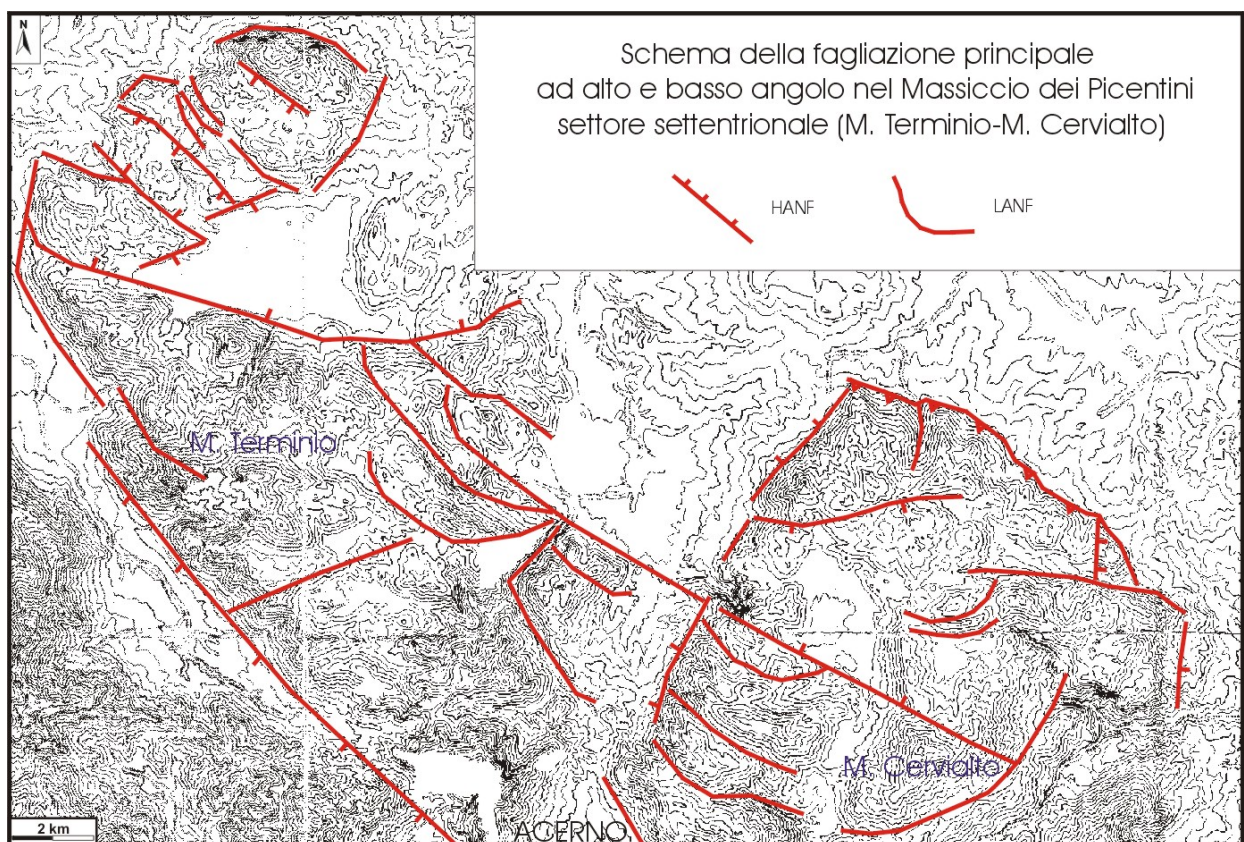 N
Schema della fagliazione principale
ad alto e basso angolo nel Massiccio dei Picentini
settore settentrionale (M. Terminio-M. Cervialto)
HANF
LANF
M. Terminio
M. Cervialto
2 km
ACERNO